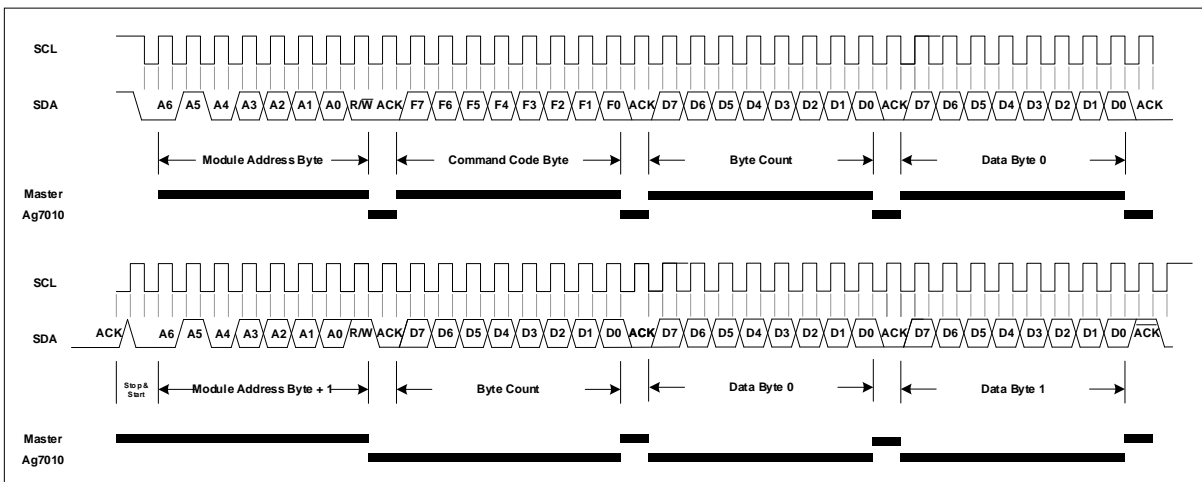 SCL
SDA A6 A5 A4 A3 A2 A1 A0 R/W̅ ACK F7 F6 F5 F4 F3 F2 F1 F0 ACK D7 D6 D5 D4 D3 D2 D1 D0 ACK D7 D6 D5 D4 D3 D2 D1 D0 ACK
Module Address Byte Command Code Byte Byte Count Data Byte 0
Master
Ag7010
SCL
SDA ACK A6 A5 A4 A3 A2 A1 A0 R/W̅ ACK D7 D6 D5 D4 D3 D2 D1 D0 ACK D7 D6 D5 D4 D3 D2 D1 D0 ACK D7 D6 D5 D4 D3 D2 D1 D0 A̅C̅K̅
Stop & Start Module Address Byte + 1 Byte Count Data Byte 0 Data Byte 1
Master
Ag7010